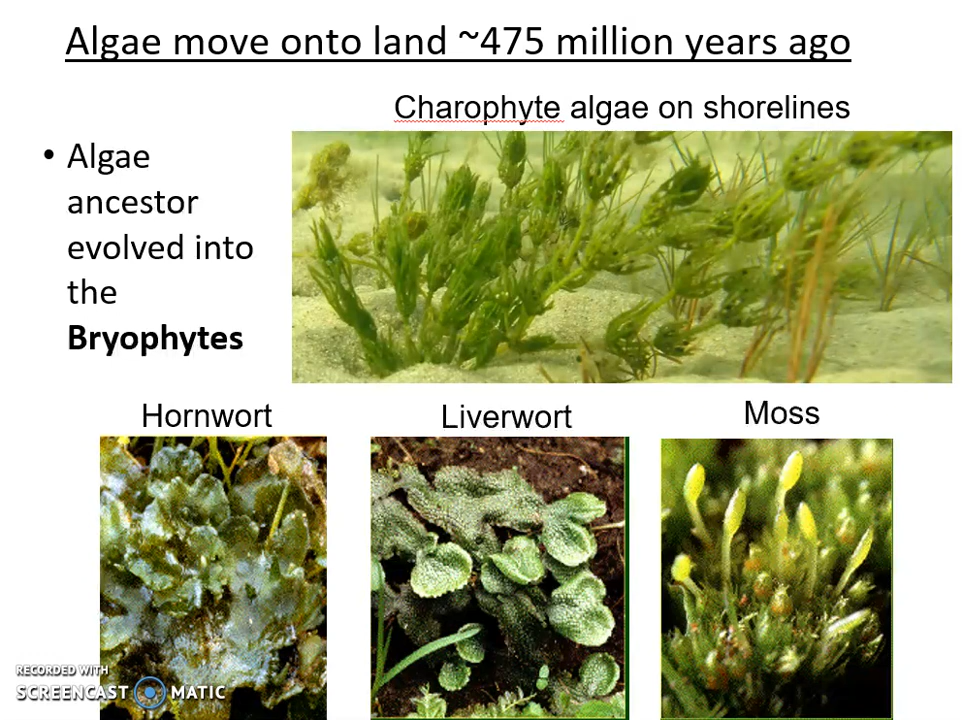 Algae move onto land ~475 million years ago
Charophyte algae on shorelines
• Algae
ancestor
evolved into
the
Bryophytes
Hornwort
Liverwort
Moss
RECORDED WITH
SCREENCAST MATIC